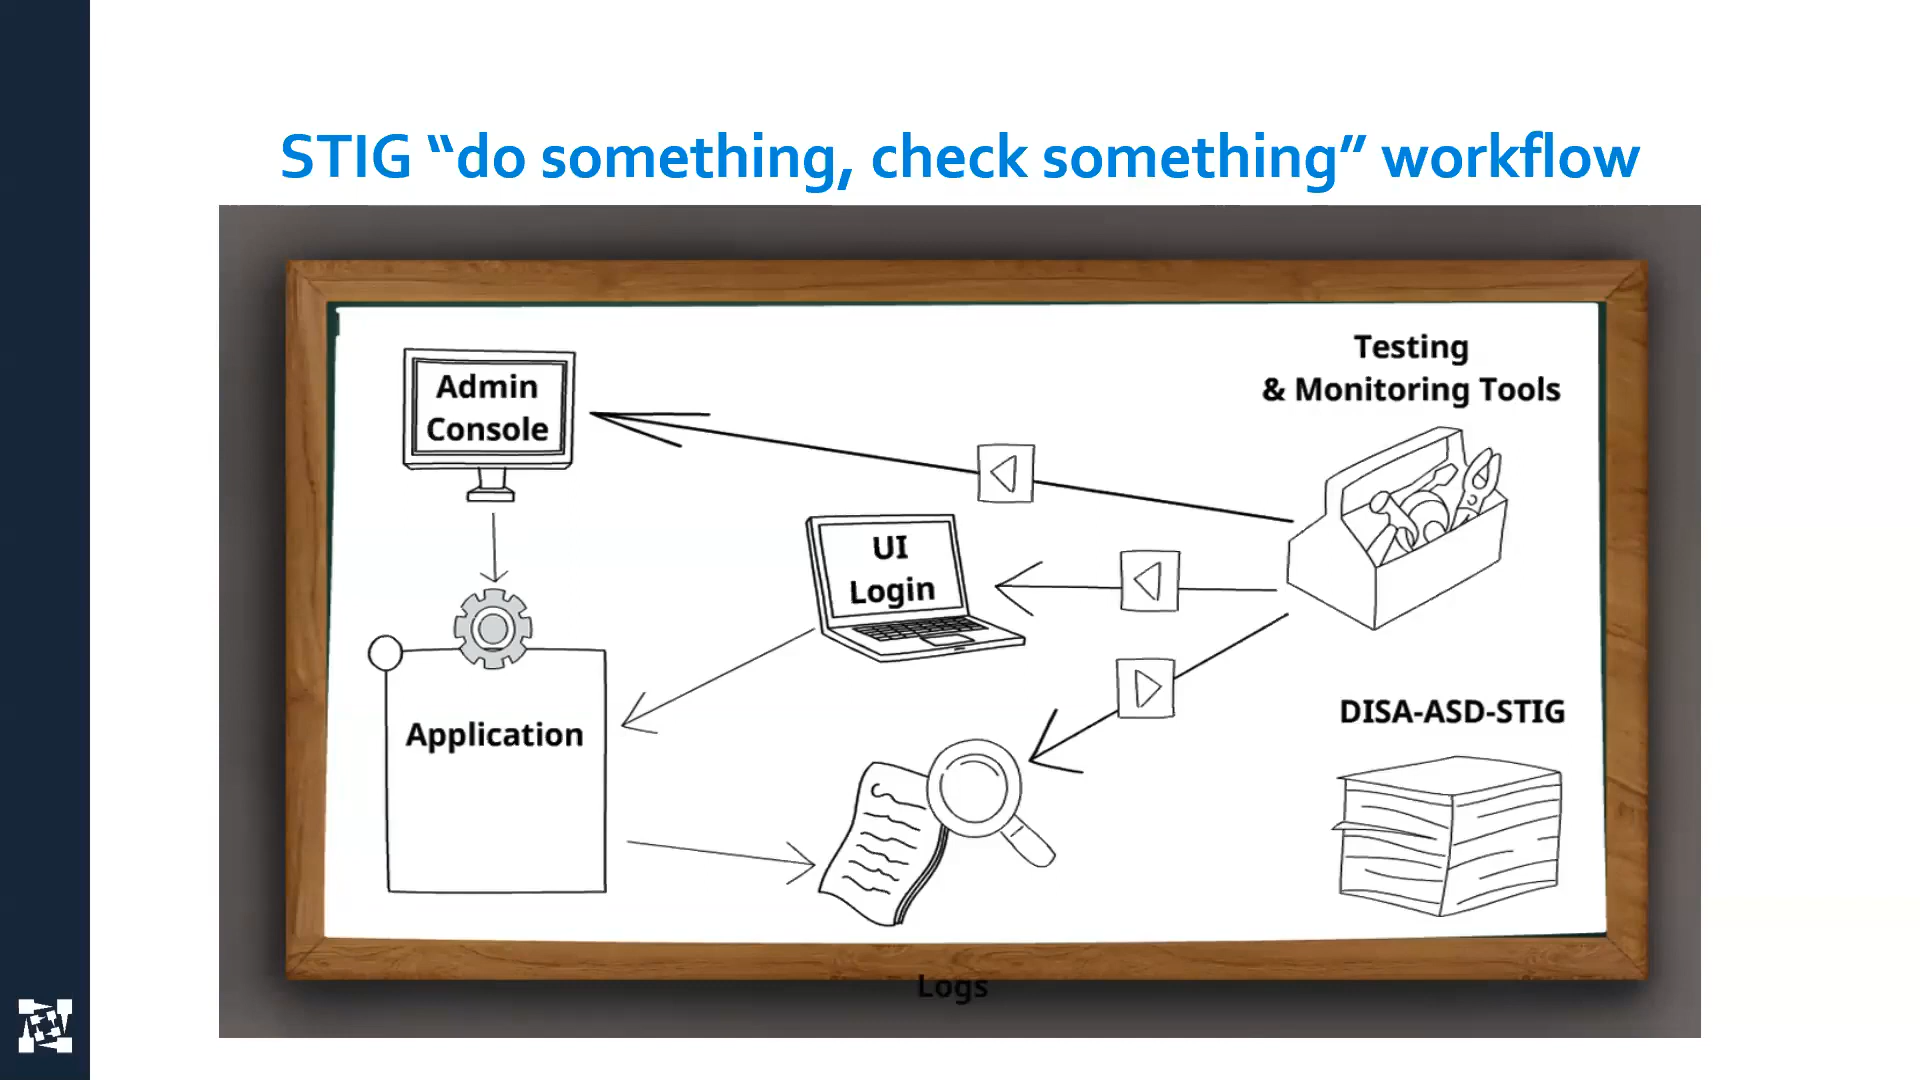 STIG “do something, check something” workflow
Testing
& Monitoring Tools
Admin
Console
UI
Login
Application
DISA-ASD-STIG
Logs